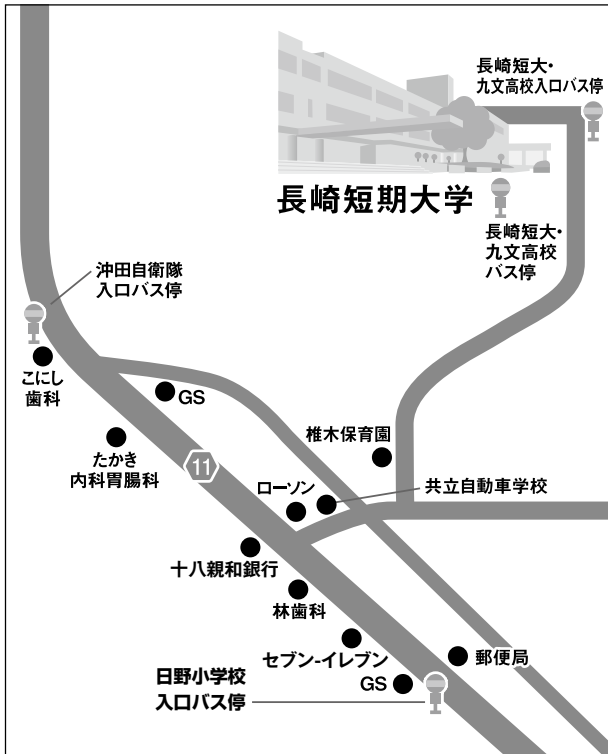 長崎短大・
九文高校入口バス停
長崎短期大学
長崎短大・
九文高校
バス停
沖田自衛隊
入口バス停
こにし
歯科
GS
たかき
内科胃腸科
11
椎木保育園
ローソン
共立自動車学校
十八親和銀行
林歯科
セブン-イレブン
郵便局
日野小学校
入口バス停
GS